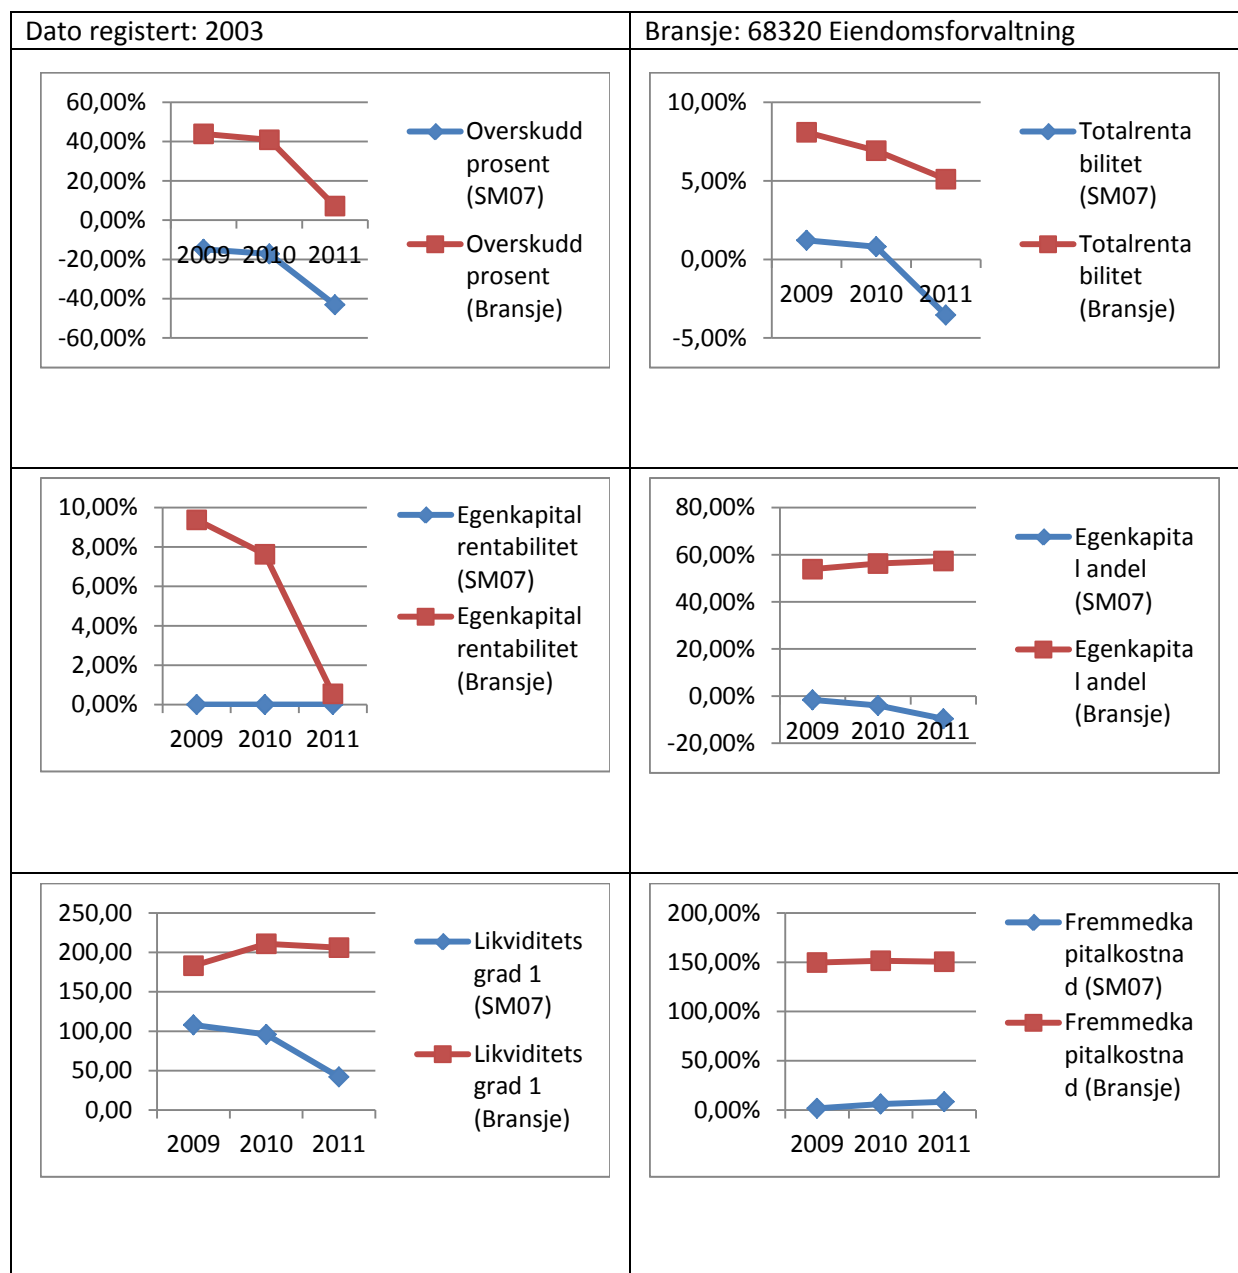 Dato registert: 2003
Bransje: 68320 Eiendomsforvaltning
60,00%
40,00%
20,00%
0,00%
-20,00%
-40,00%
-60,00%
2009 2010 2011
Overskudd
prosent
(SM07)
Overskudd
prosent
(Bransje)
10,00%
5,00%
0,00%
-5,00%
2009 2010 2011
Totalrenta
bilitet
(SM07)
Totalrenta
bilitet
(Bransje)
10,00%
8,00%
6,00%
4,00%
2,00%
0,00%
2009 2010 2011
Egenkapital
rentabilitet
(SM07)
Egenkapital
rentabilitet
(Bransje)
80,00%
60,00%
40,00%
20,00%
0,00%
-20,00%
2009 2010 2011
Egenkapita
l andel
(SM07)
Egenkapita
l andel
(Bransje)
250,00
200,00
150,00
100,00
50,00
0,00
2009 2010 2011
Likviditets
grad 1
(SM07)
Likviditets
grad 1
(Bransje)
200,00%
150,00%
100,00%
50,00%
0,00%
2009 2010 2011
Fremmedka
pitalkostna
d (SM07)
Fremmedka
pitalkostna
d (Bransje)